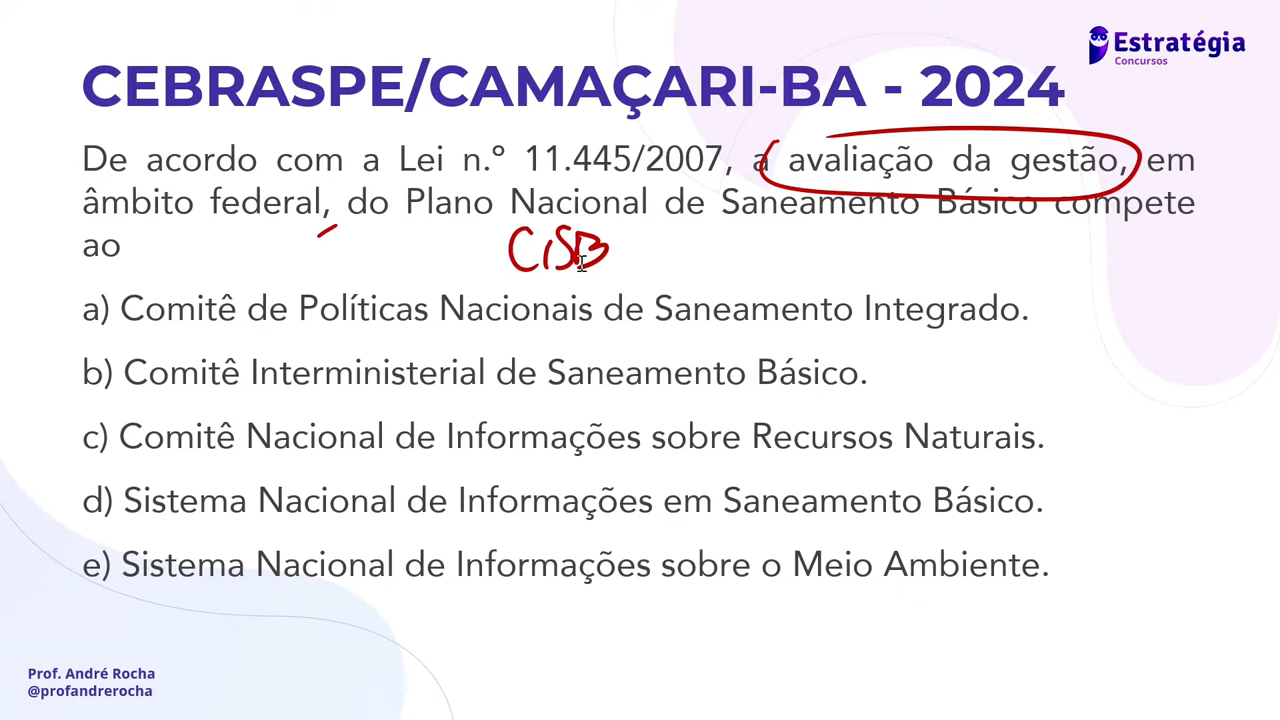 Estratégia
Concursos
CEBRASPE/CAMAÇARI-BA - 2024
De acordo com a Lei n.º 11.445/2007, a avaliação da gestão, em
âmbito federal, do Plano Nacional de Saneamento Básico compete
ao
CISB
a) Comitê de Políticas Nacionais de Saneamento Integrado.
b) Comitê Interministerial de Saneamento Básico.
c) Comitê Nacional de Informações sobre Recursos Naturais.
d) Sistema Nacional de Informações em Saneamento Básico.
e) Sistema Nacional de Informações sobre o Meio Ambiente.
Prof. André Rocha
@profandrerocha